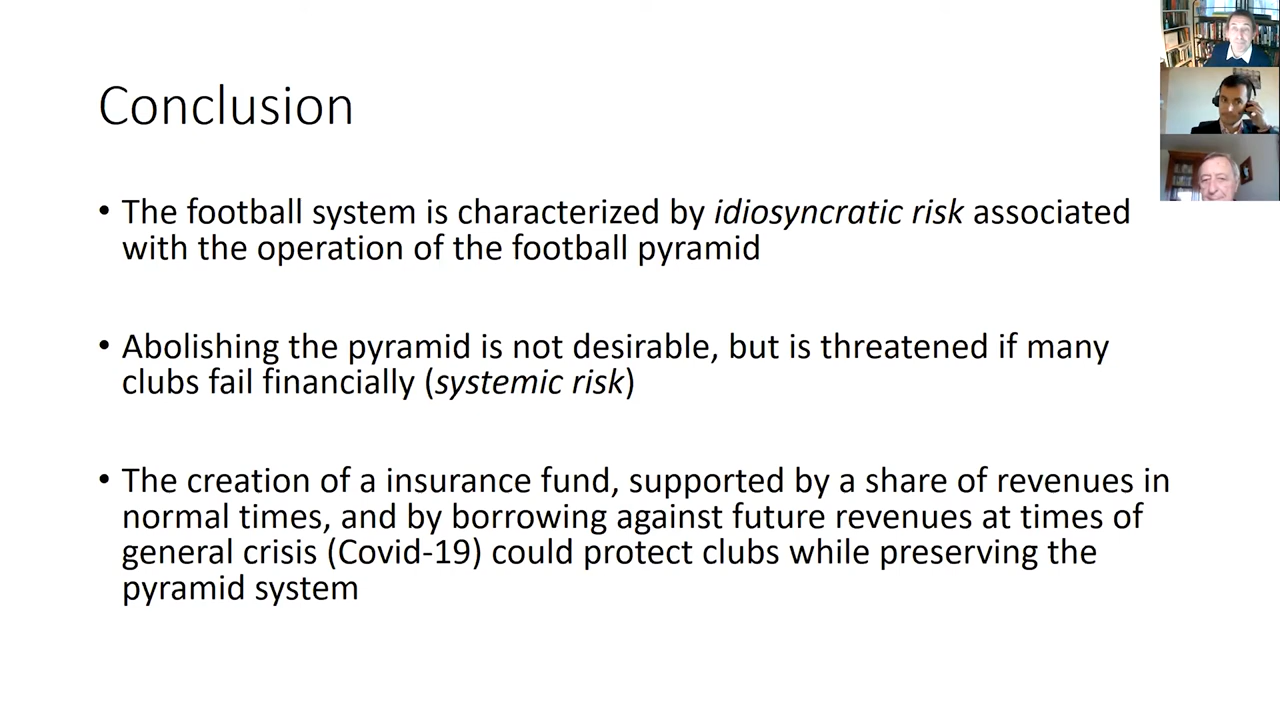 Conclusion
• The football system is characterized by idiosyncratic risk associated
with the operation of the football pyramid
• Abolishing the pyramid is not desirable, but is threatened if many
clubs fail financially (systemic risk)
• The creation of a insurance fund, supported by a share of revenues in
normal times, and by borrowing against future revenues at times of
general crisis (Covid-19) could protect clubs while preserving the
pyramid system